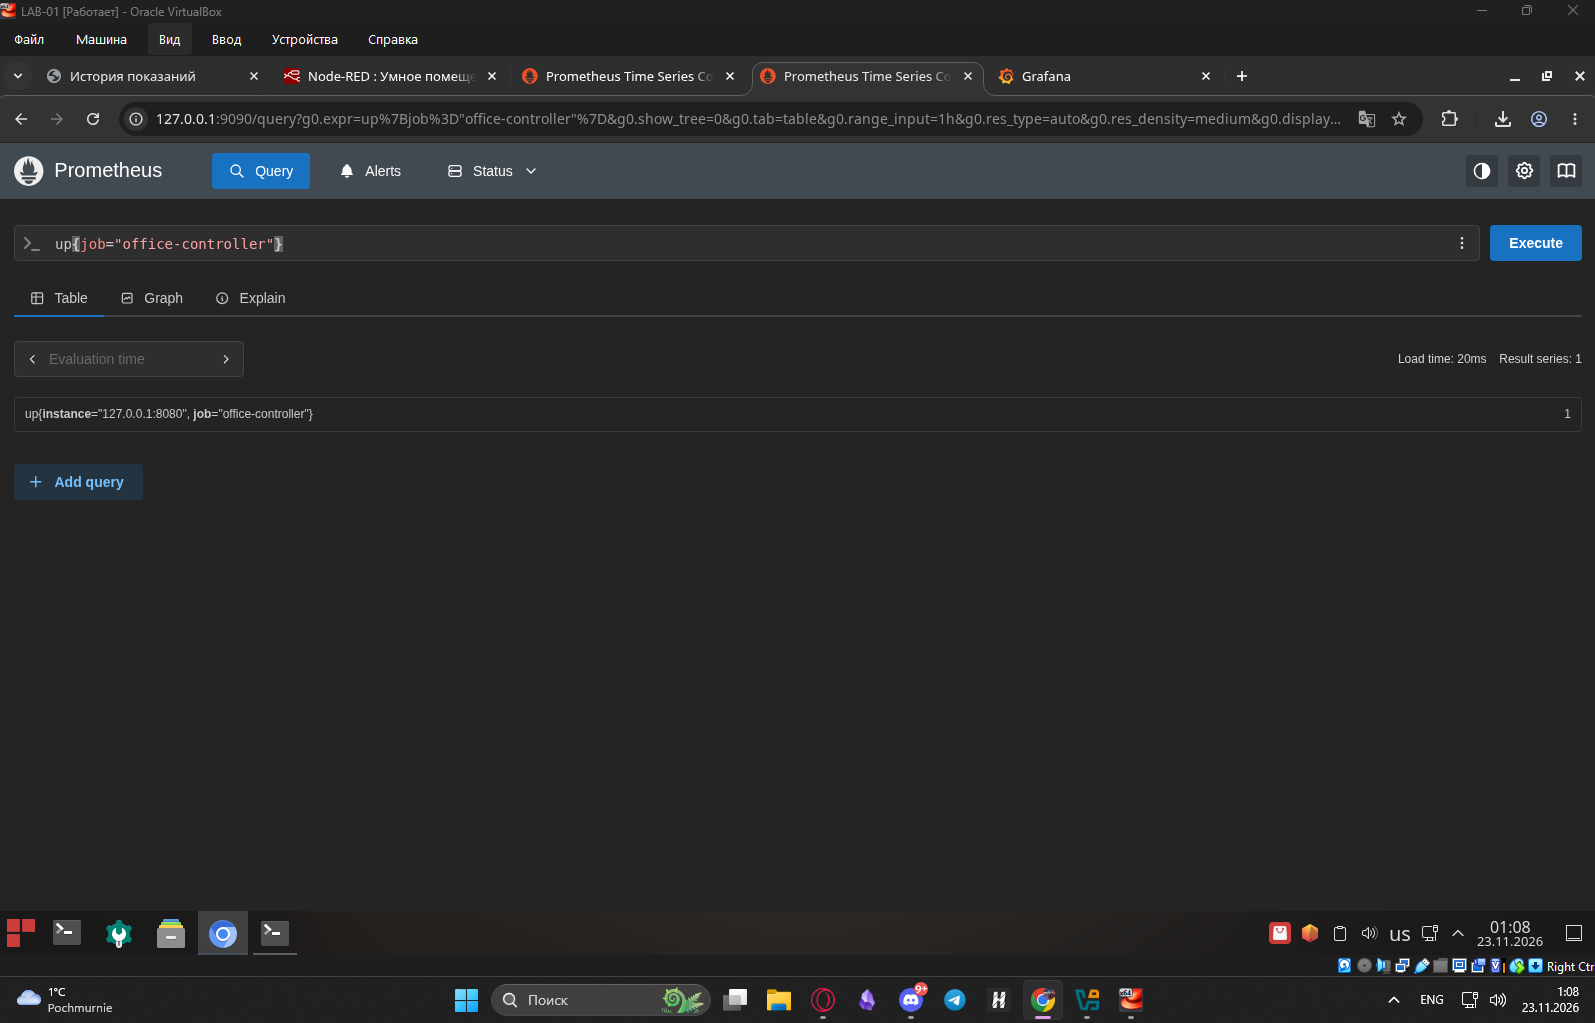 LAB-01 [Работает] - Oracle VirtualBox
Файл Машина Вид Ввод Устройства Справка
История показаний Node-RED : Умное помеще Prometheus Time Series Co Prometheus Time Series Co Grafana
127.0.0.1:9090/query?g0.expr=up%7Bjob%3D"office-controller"%7D&g0.show_tree=0&g0.tab=table&g0.range_input=1h&g0.res_type=auto&g0.res_density=medium&g0.display...
Prometheus Query Alerts Status
up{job="office-controller"} Execute
Table Graph Explain
Evaluation time Load time: 20ms Result series: 1
up{instance="127.0.0.1:8080", job="office-controller"} 1
Add query
us 01:08
23.11.2026
Right Ctr
1°C
Pochmurnie
Поиск 9+ x64 ENG 1:08
23.11.2026